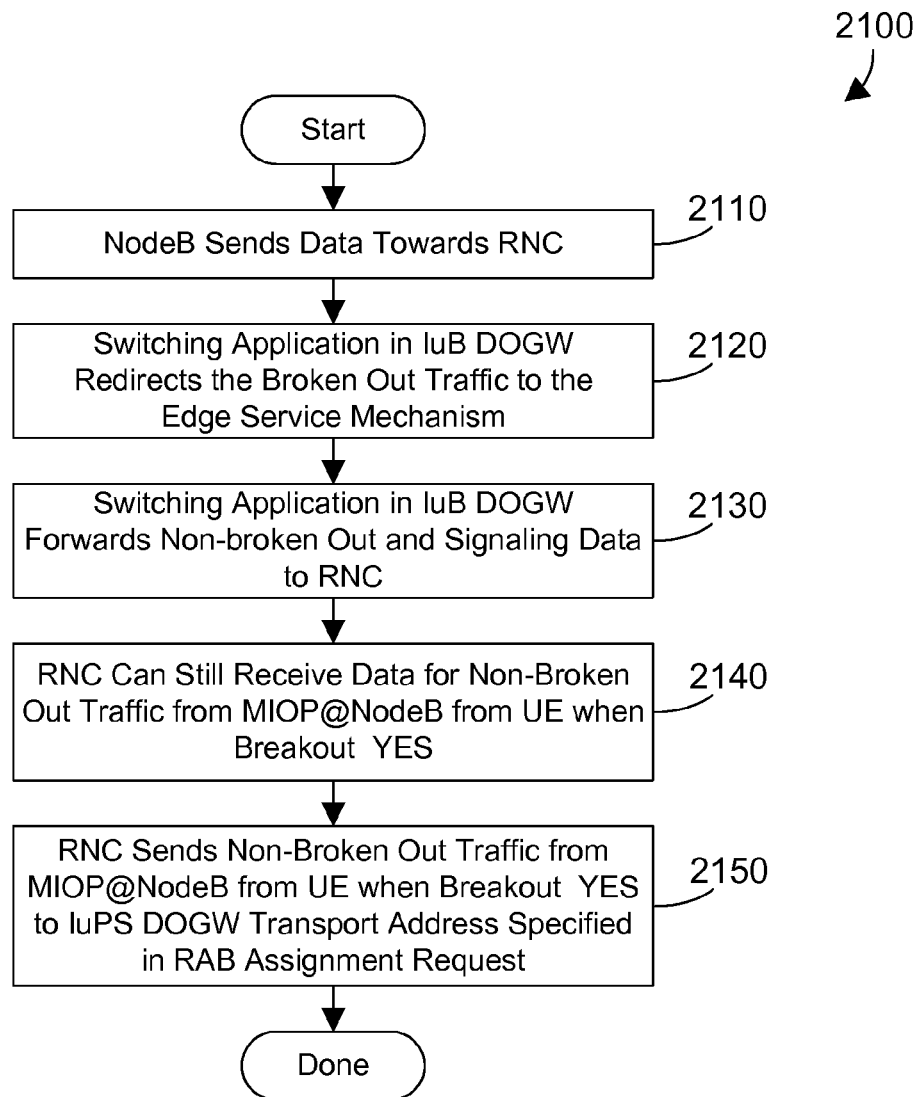 2100
Start
NodeB Sends Data Towards RNC
2110
Switching Application in IuB DOGW
Redirects the Broken Out Traffic to the
Edge Service Mechanism
2120
Switching Application in IuB DOGW
Forwards Non-broken Out and Signaling Data
to RNC
2130
RNC Can Still Receive Data for Non-Broken
Out Traffic from MIOP@NodeB from UE when
Breakout YES
2140
RNC Sends Non-Broken Out Traffic from
MIOP@NodeB from UE when Breakout YES
to IuPS DOGW Transport Address Specified
in RAB Assignment Request
2150
Done